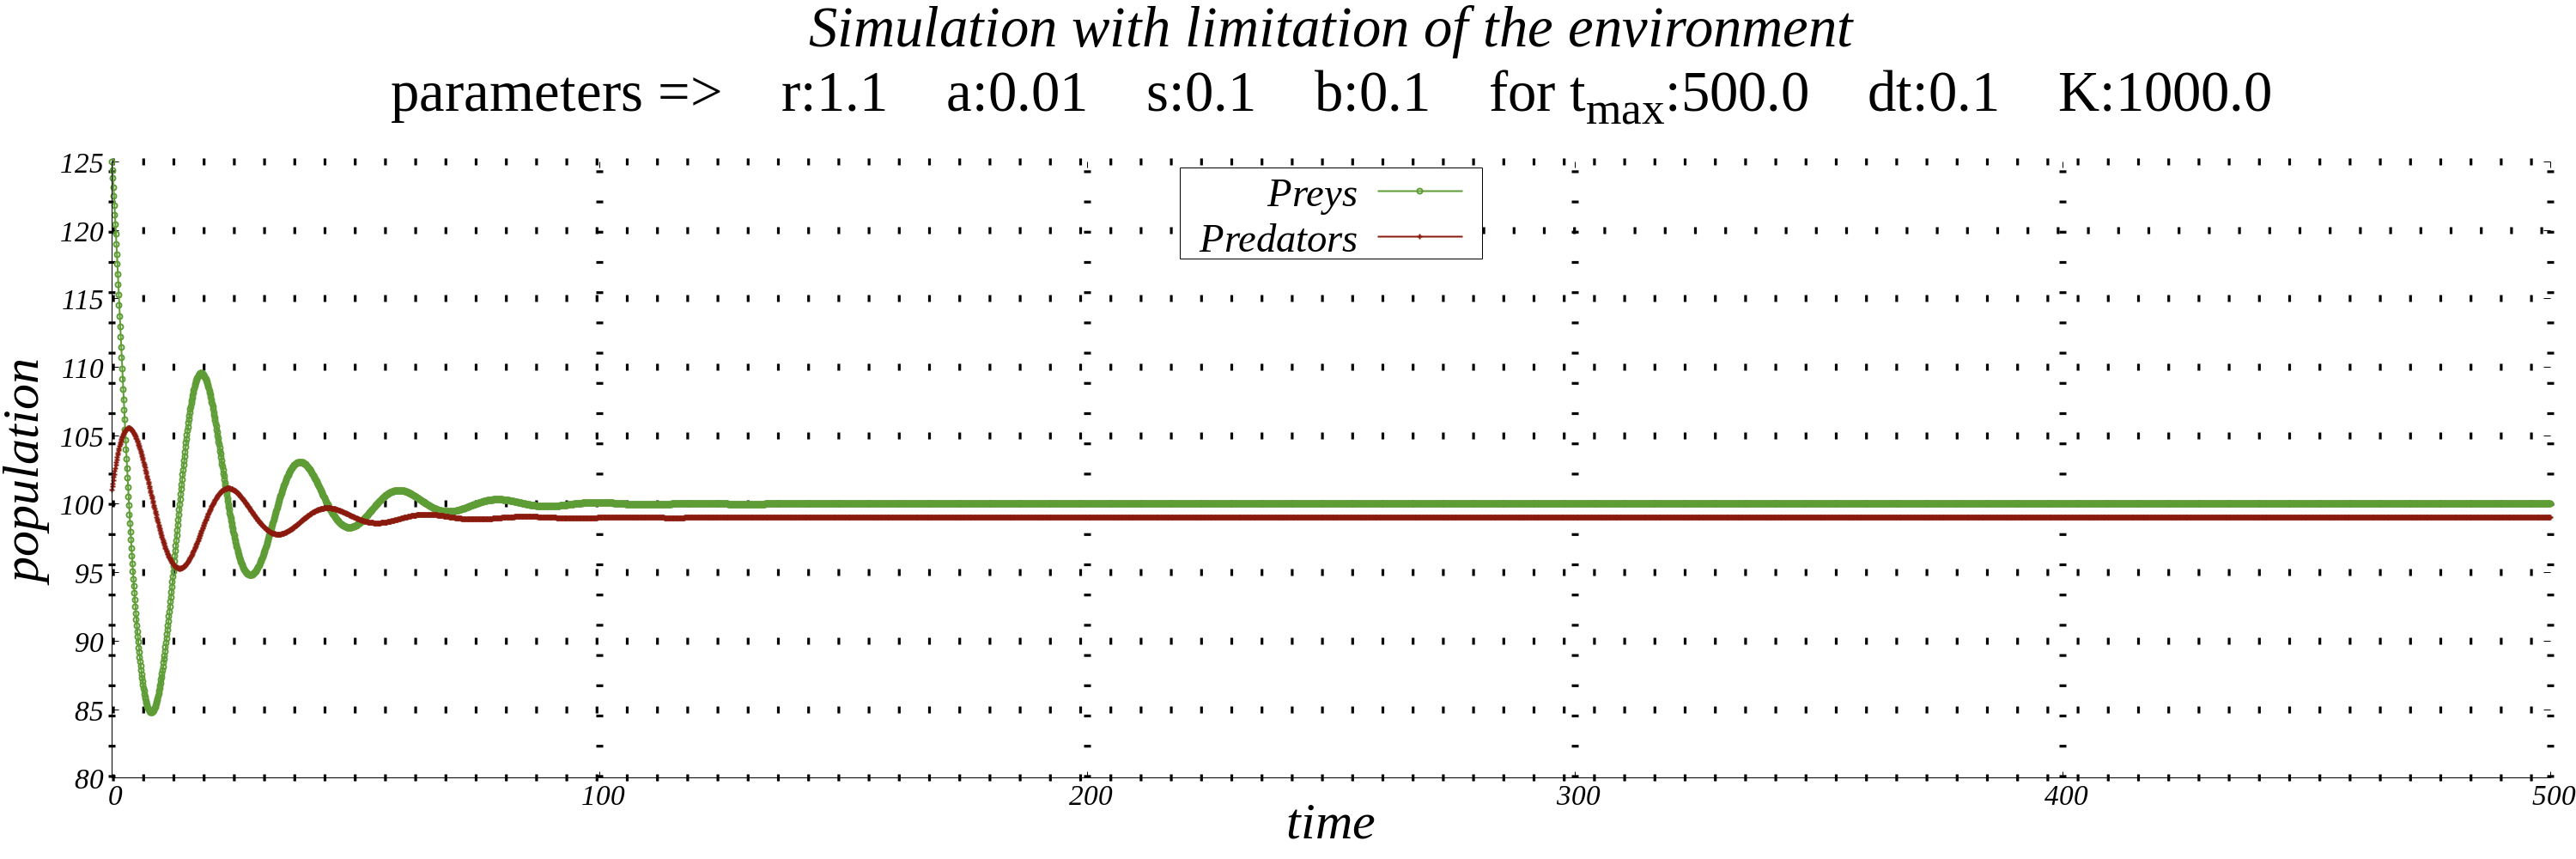 Simulation with limitation of the environment
parameters => r:1.1 a:0.01 s:0.1 b:0.1 for tmax:500.0 dt:0.1 K:1000.0
125
120
115
110
105
100
95
90
85
80
population
Preys
Predators
0 100 200 300 400 500
time